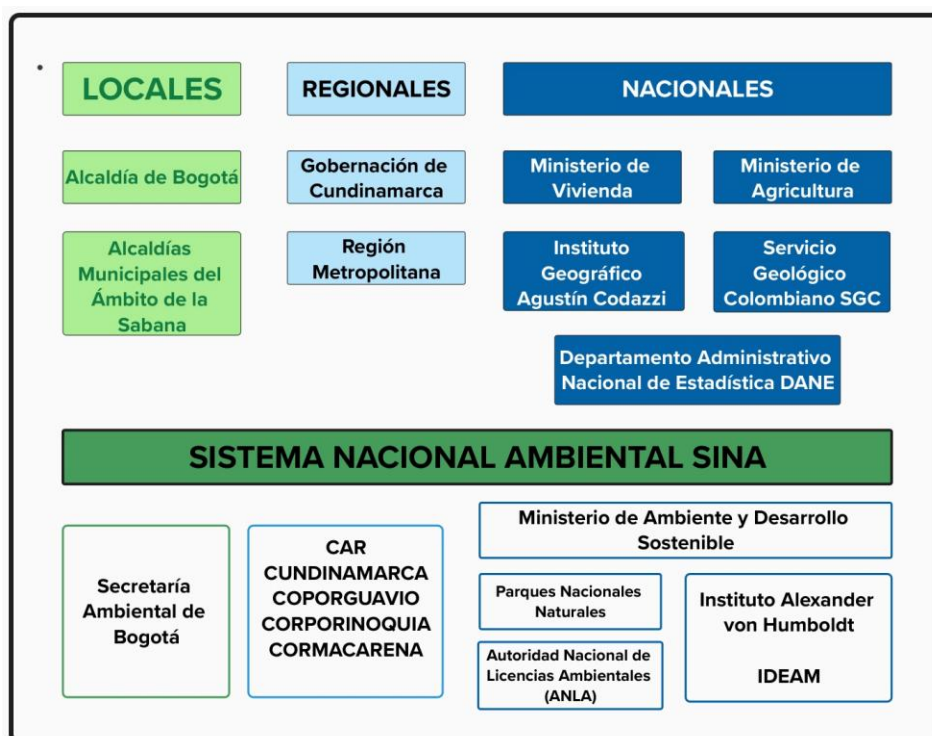 LOCALES
REGIONALES
NACIONALES
Alcaldía de Bogotá
Gobernación de
Cundinamarca
Ministerio de
Vivienda
Ministerio de
Agricultura
Alcaldías
Municipales del
Ámbito de la
Sabana
Región
Metropolitana
Instituto
Geográfico
Agustín Codazzi
Servicio
Geológico
Colombiano SGC
Departamento Administrativo
Nacional de Estadística DANE
SISTEMA NACIONAL AMBIENTAL SINA
Secretaría
Ambiental de
Bogotá
CAR
CUNDINAMARCA
COPORGUAVIO
CORPORINOQUIA
CORMACARENA
Ministerio de Ambiente y Desarrollo
Sostenible
Parques Nacionales
Naturales
Autoridad Nacional de
Licencias Ambientales
(ANLA)
Instituto Alexander
von Humboldt
IDEAM